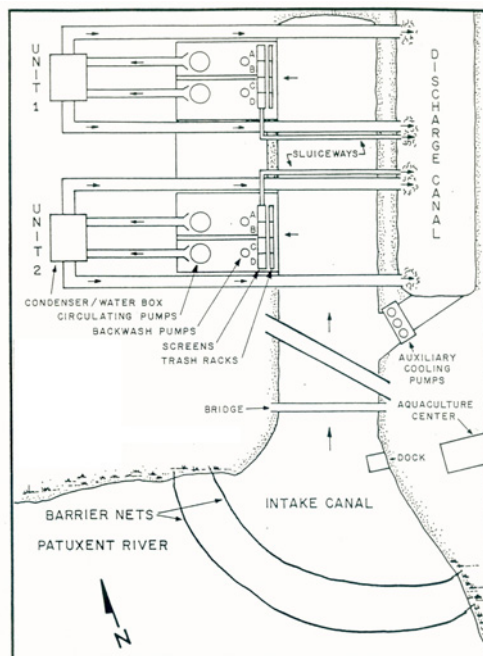 UNIT 1
A
B
C
D
DISCHARGE CANAL
SLUICEWAYS
UNIT 2
A
B
C
D
CONDENSER/WATER BOX
CIRCULATING PUMPS
BACKWASH PUMPS
SCREENS
TRASH RACKS
AUXILIARY
COOLING
PUMPS
BRIDGE
AQUACULTURE
CENTER
DOCK
BARRIER NETS
INTAKE CANAL
PATUXENT RIVER
N